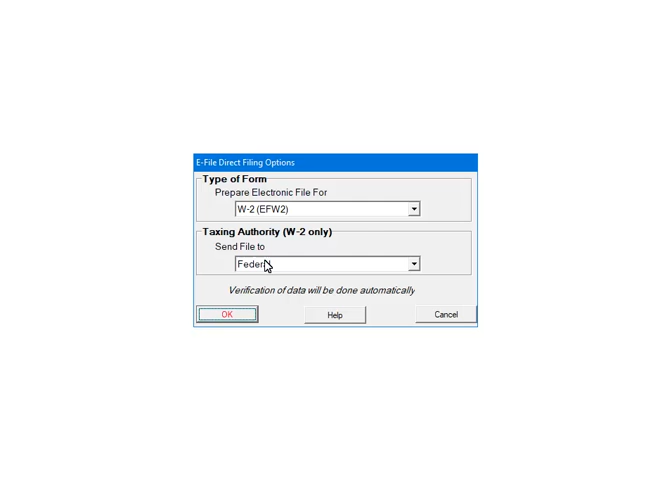 E-File Direct Filing Options
Type of Form
Prepare Electronic File For
W-2 (EFW2)
Taxing Authority (W-2 only)
Send File to
Federal
Verification of data will be done automatically
OK
Help
Cancel